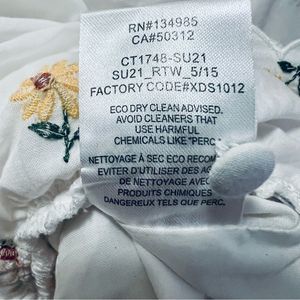 RN#134985
CA#50312
CT1748-SU21
SU21_RTW_5/15
FACTORY CODE#XDS1012
ECO DRY CLEAN ADVISED.
AVOID CLEANERS THAT
USE HARMFUL
CHEMICALS LIKE "PERC
NETTOYAGE À SEC ECO RECOM
EVITER D'UTILISER DES AG
DE NETTOYAGE AVEC
PRODUITS CHIMIQUES
DANGEREUX TELS QUE PERC